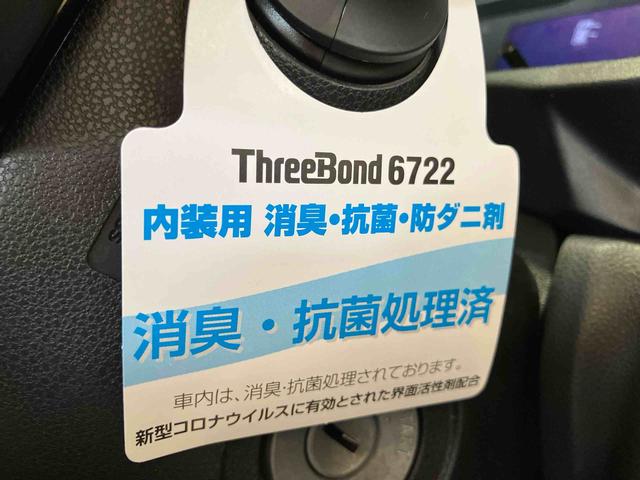 ThreeBond 6722
内装用 消臭・抗菌・防ダニ剤
消臭・抗菌処理済
車内は、消臭・抗菌処理されております。
新型コロナウイルスに有効とされた界面活性剤配合